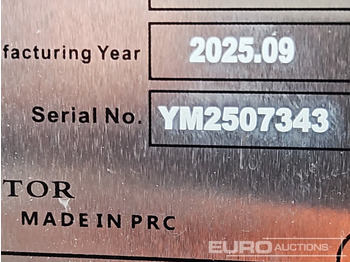 facturing Year 2025.09
Serial No. YM2507343
TOR
MADE IN PRC
EURO AUCTIONS